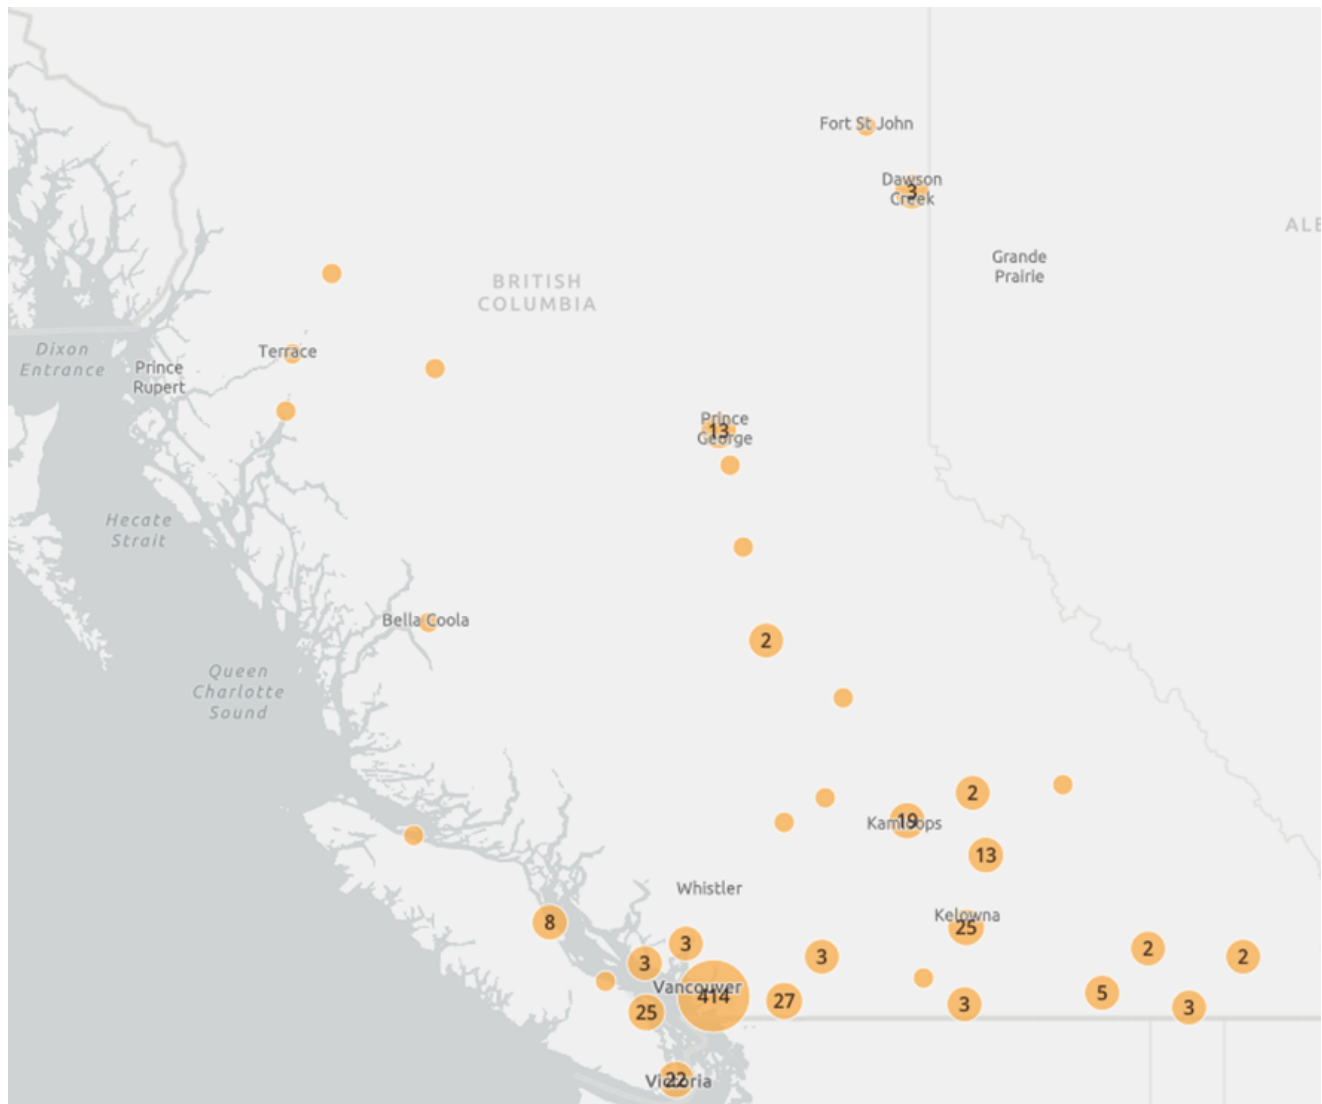 Fort St John
Dawson
3
Creek
ALB
Grande
Prairie
BRITISH
COLUMBIA
Dixon
Entrance
Terrace
Prince
Rupert
Prince
13
George
Hecate
Strait
Bella Coola
2
Queen
Charlotte
Sound
2
Kamloops
19
13
Whistler
Kelowna
25
8
3
3
3
2
2
Vancouver
414
27
3
5
3
25
Victoria
22